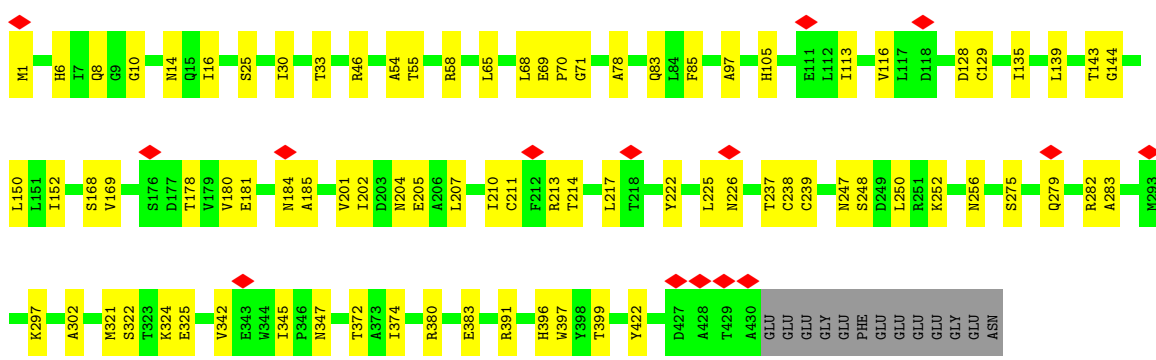 M1 H6 I7 Q8 G9 G10 N14 Q15 I16 S25 I30 T33 R46 A54 T55 R58 L65 L68 E69 P70 G71 A78 Q83 L84 F85 A97 H105 E111 L112 I113 V116 L117 D118 D128 C129 I135 L139 T143 G144
L150 L151 I152 S168 V169 S176 D177 T178 V179 V180 E181 N184 A185 V201 I202 D203 N204 E205 A206 L207 I210 C211 F212 R213 T214 L217 T218 Y222 L225 N226 T237 C238 C239 N247 S248 D249 L250 R251 K252 N256 S275 Q279 R282 A283 M293
K297 A302 M321 S322 T323 K324 E325 V342 E343 W344 I345 P346 N347 T372 A373 I374 R380 E383 R391 H396 W397 Y398 T399 Y422 D427 A428 T429 A430 GLU GLU GLU GLY GLU PHE GLU GLU GLU GLU GLY GLU ASN